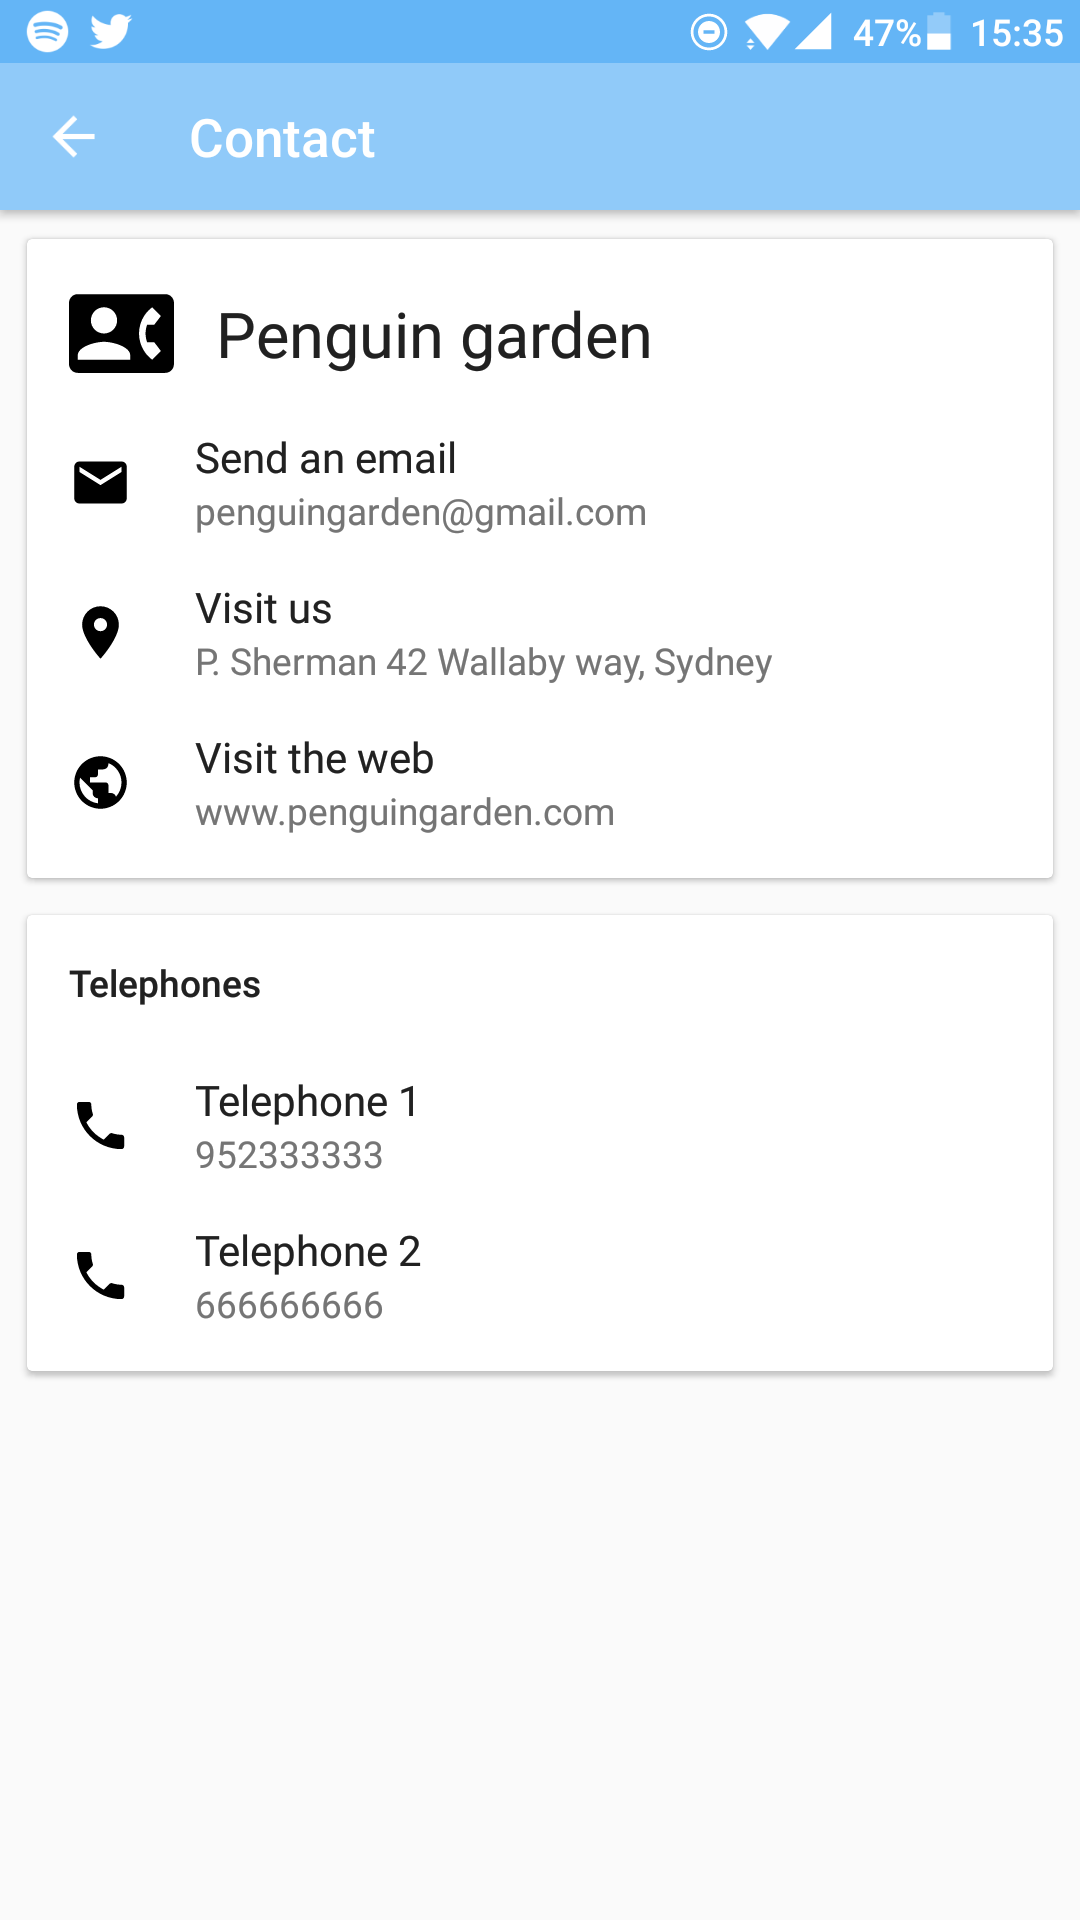 47% 15:35
Contact
Penguin garden
Send an email
penguingarden@gmail.com
Visit us
P. Sherman 42 Wallaby way, Sydney
Visit the web
www.penguingarden.com
Telephones
Telephone 1
952333333
Telephone 2
666666666